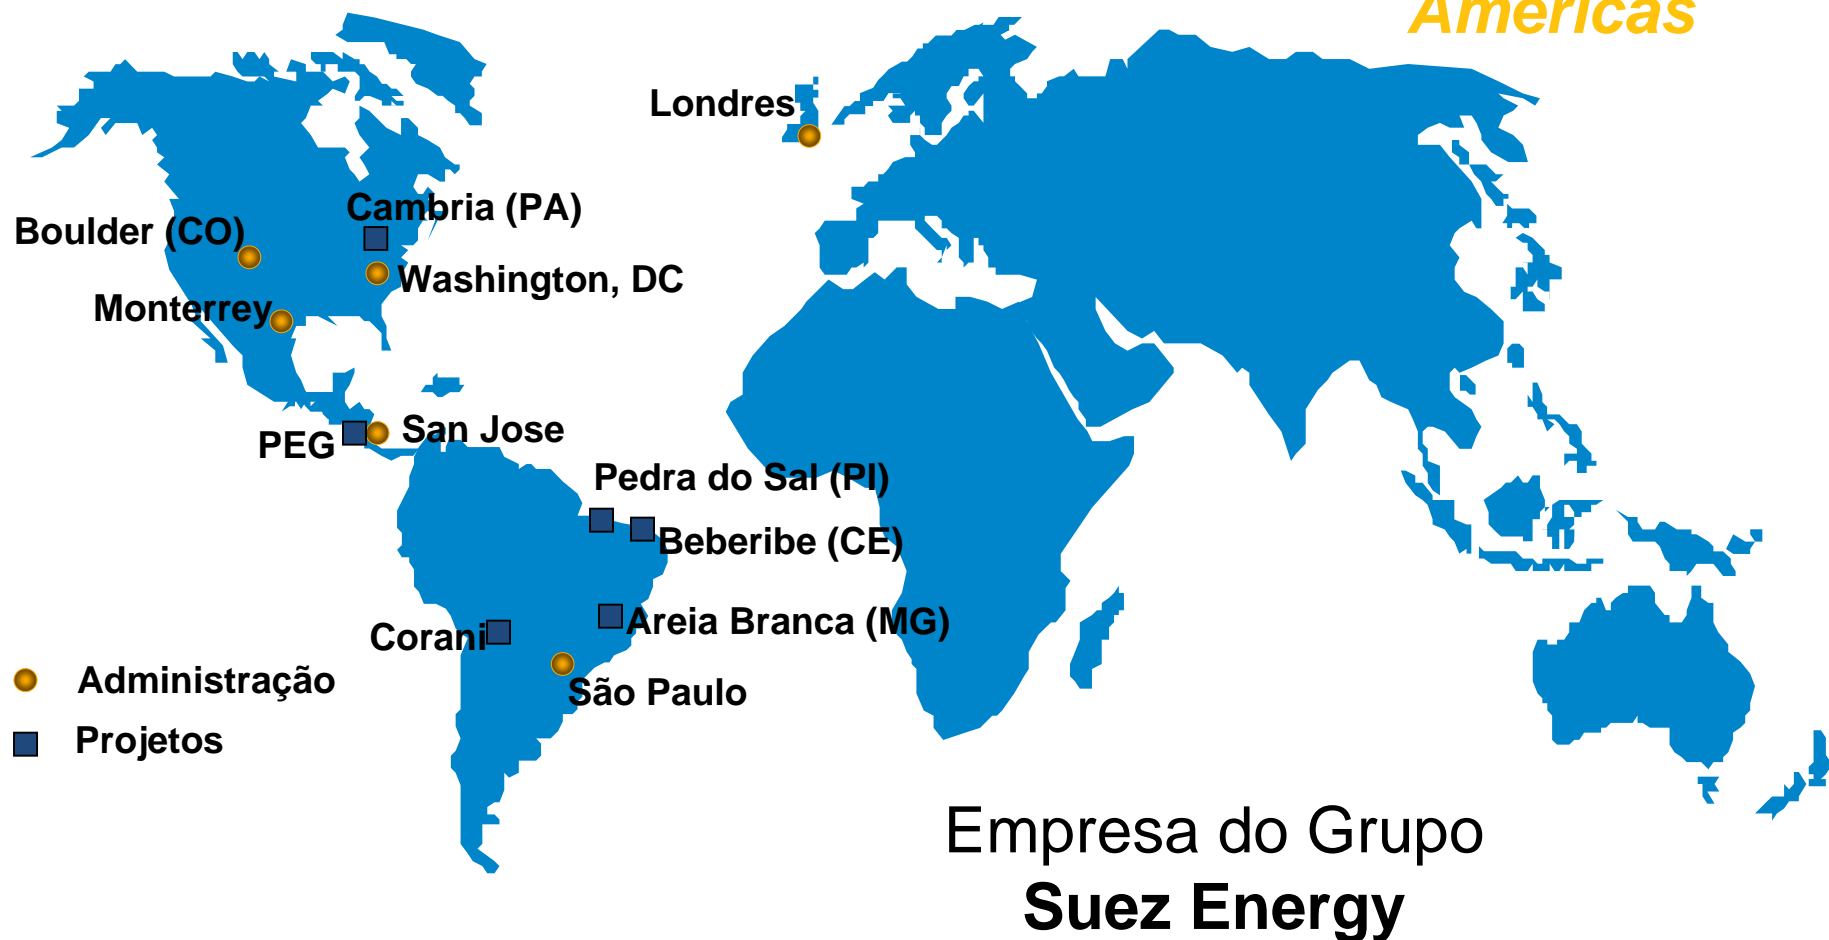 Americas
Londres
Cambria (PA)
Boulder (CO)
Washington, DC
Monterrey
San Jose
PEG
Pedra do Sal (PI)
Beberibe (CE)
Areia Branca (MG)
Corani
Administração
São Paulo
Projetos
Empresa do Grupo
Suez Energy